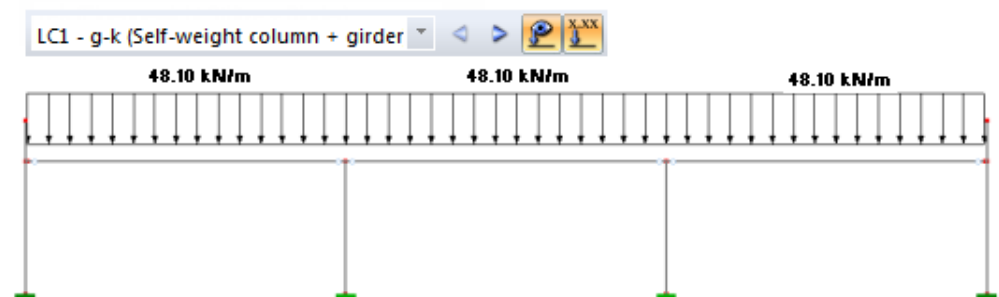 LC1 - g-k (Self-weight column + girder
x.xx
48.10 kN/m 48.10 kN/m 48.10 kN/m